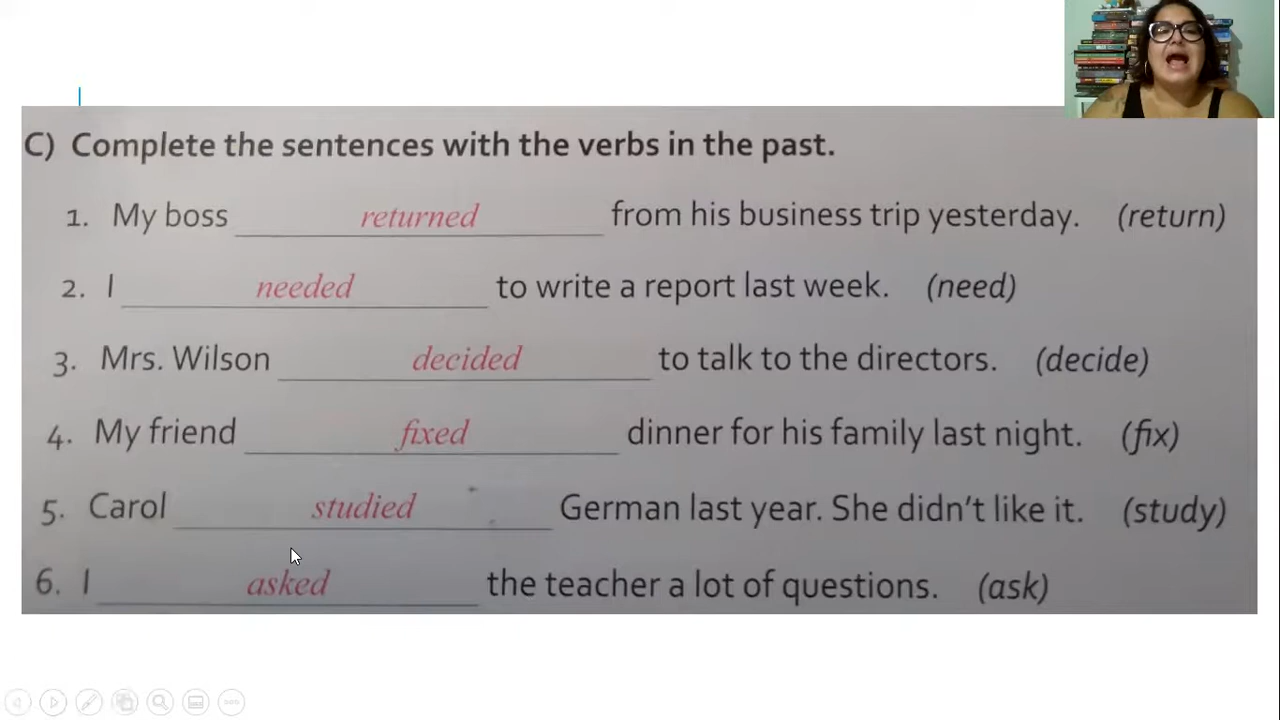 C) Complete the sentences with the verbs in the past.
1. My boss returned from his business trip yesterday. (return)
2. I needed to write a report last week. (need)
3. Mrs. Wilson decided to talk to the directors. (decide)
4. My friend fixed dinner for his family last night. (fix)
5. Carol studied German last year. She didn't like it. (study)
6. I asked the teacher a lot of questions. (ask)